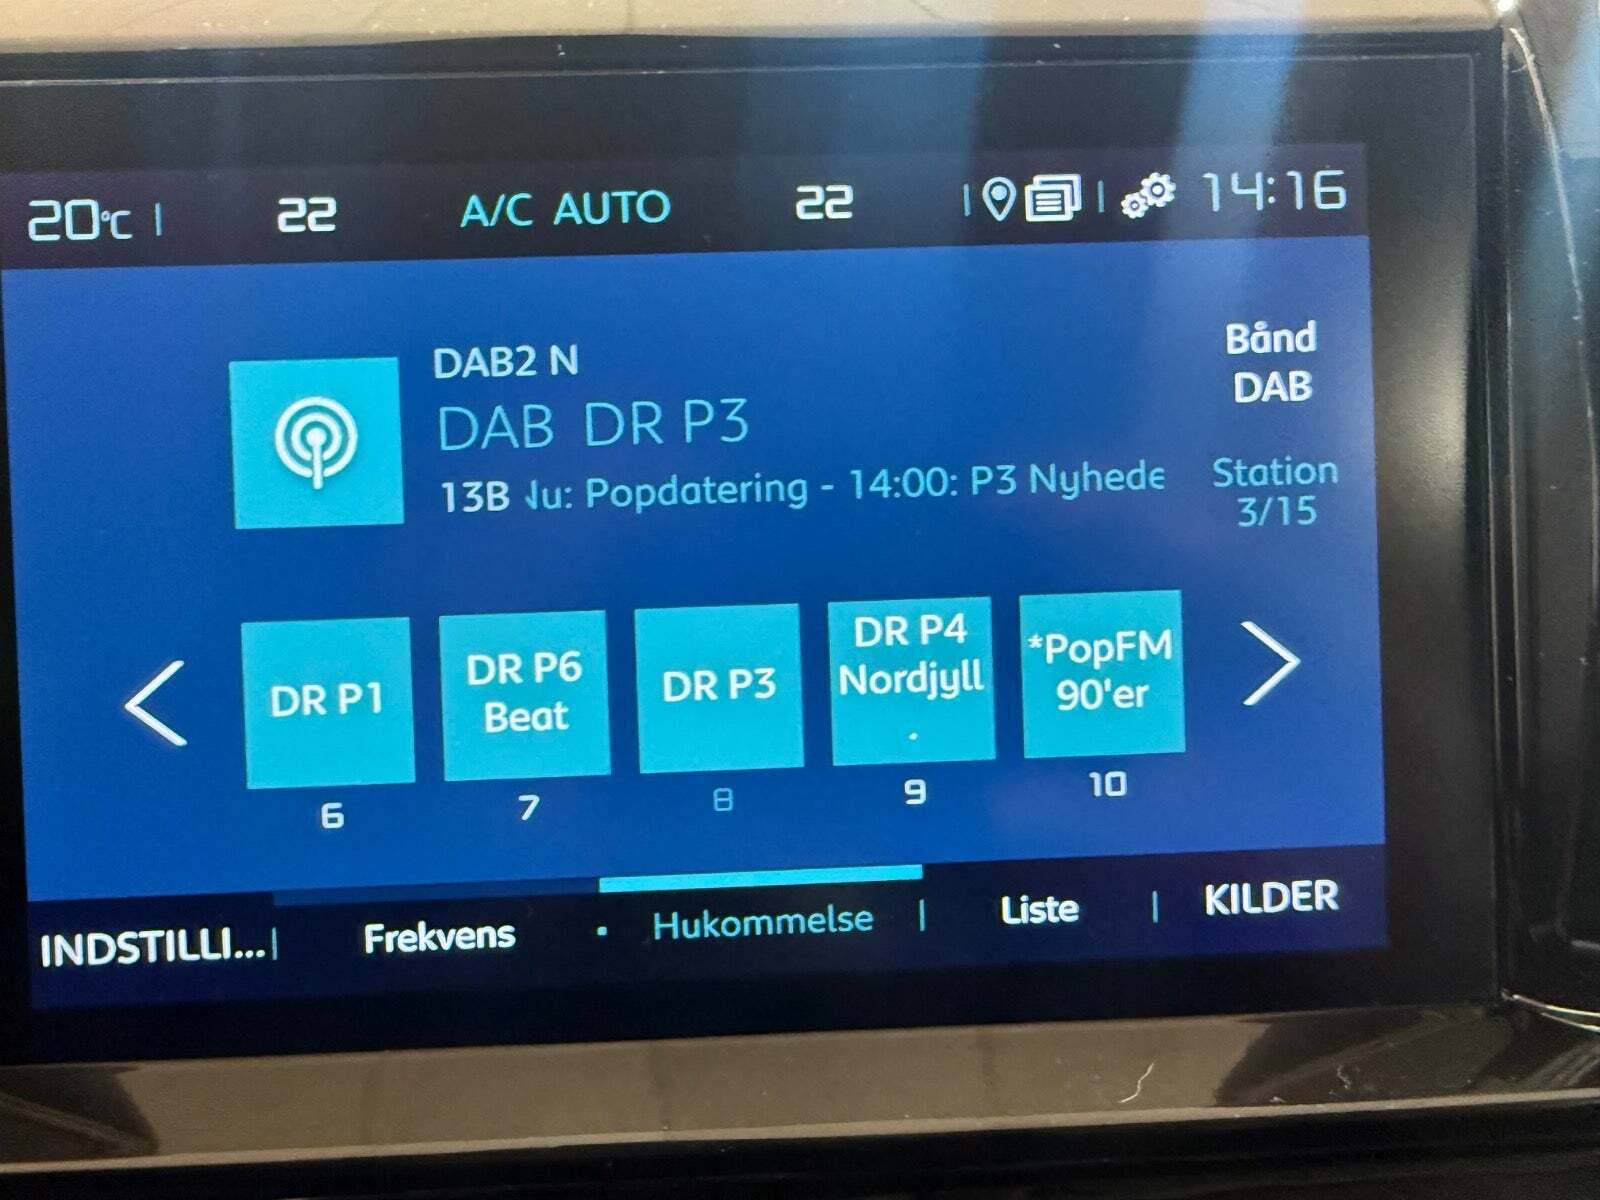 20°C | 22 A/C AUTO 22 | | 14:16
DAB2 N
DAB DR P3
13B Nu: Popdatering - 14:00: P3 Nyhede
Bånd
DAB
Station
3/15
DR P1
DR P6
Beat
DR P3
DR P4
Nordjyll
.
*PopFM
90'er
6 7 8 9 10
INDSTILLI... | Frekvens • Hukommelse | Liste | KILDER